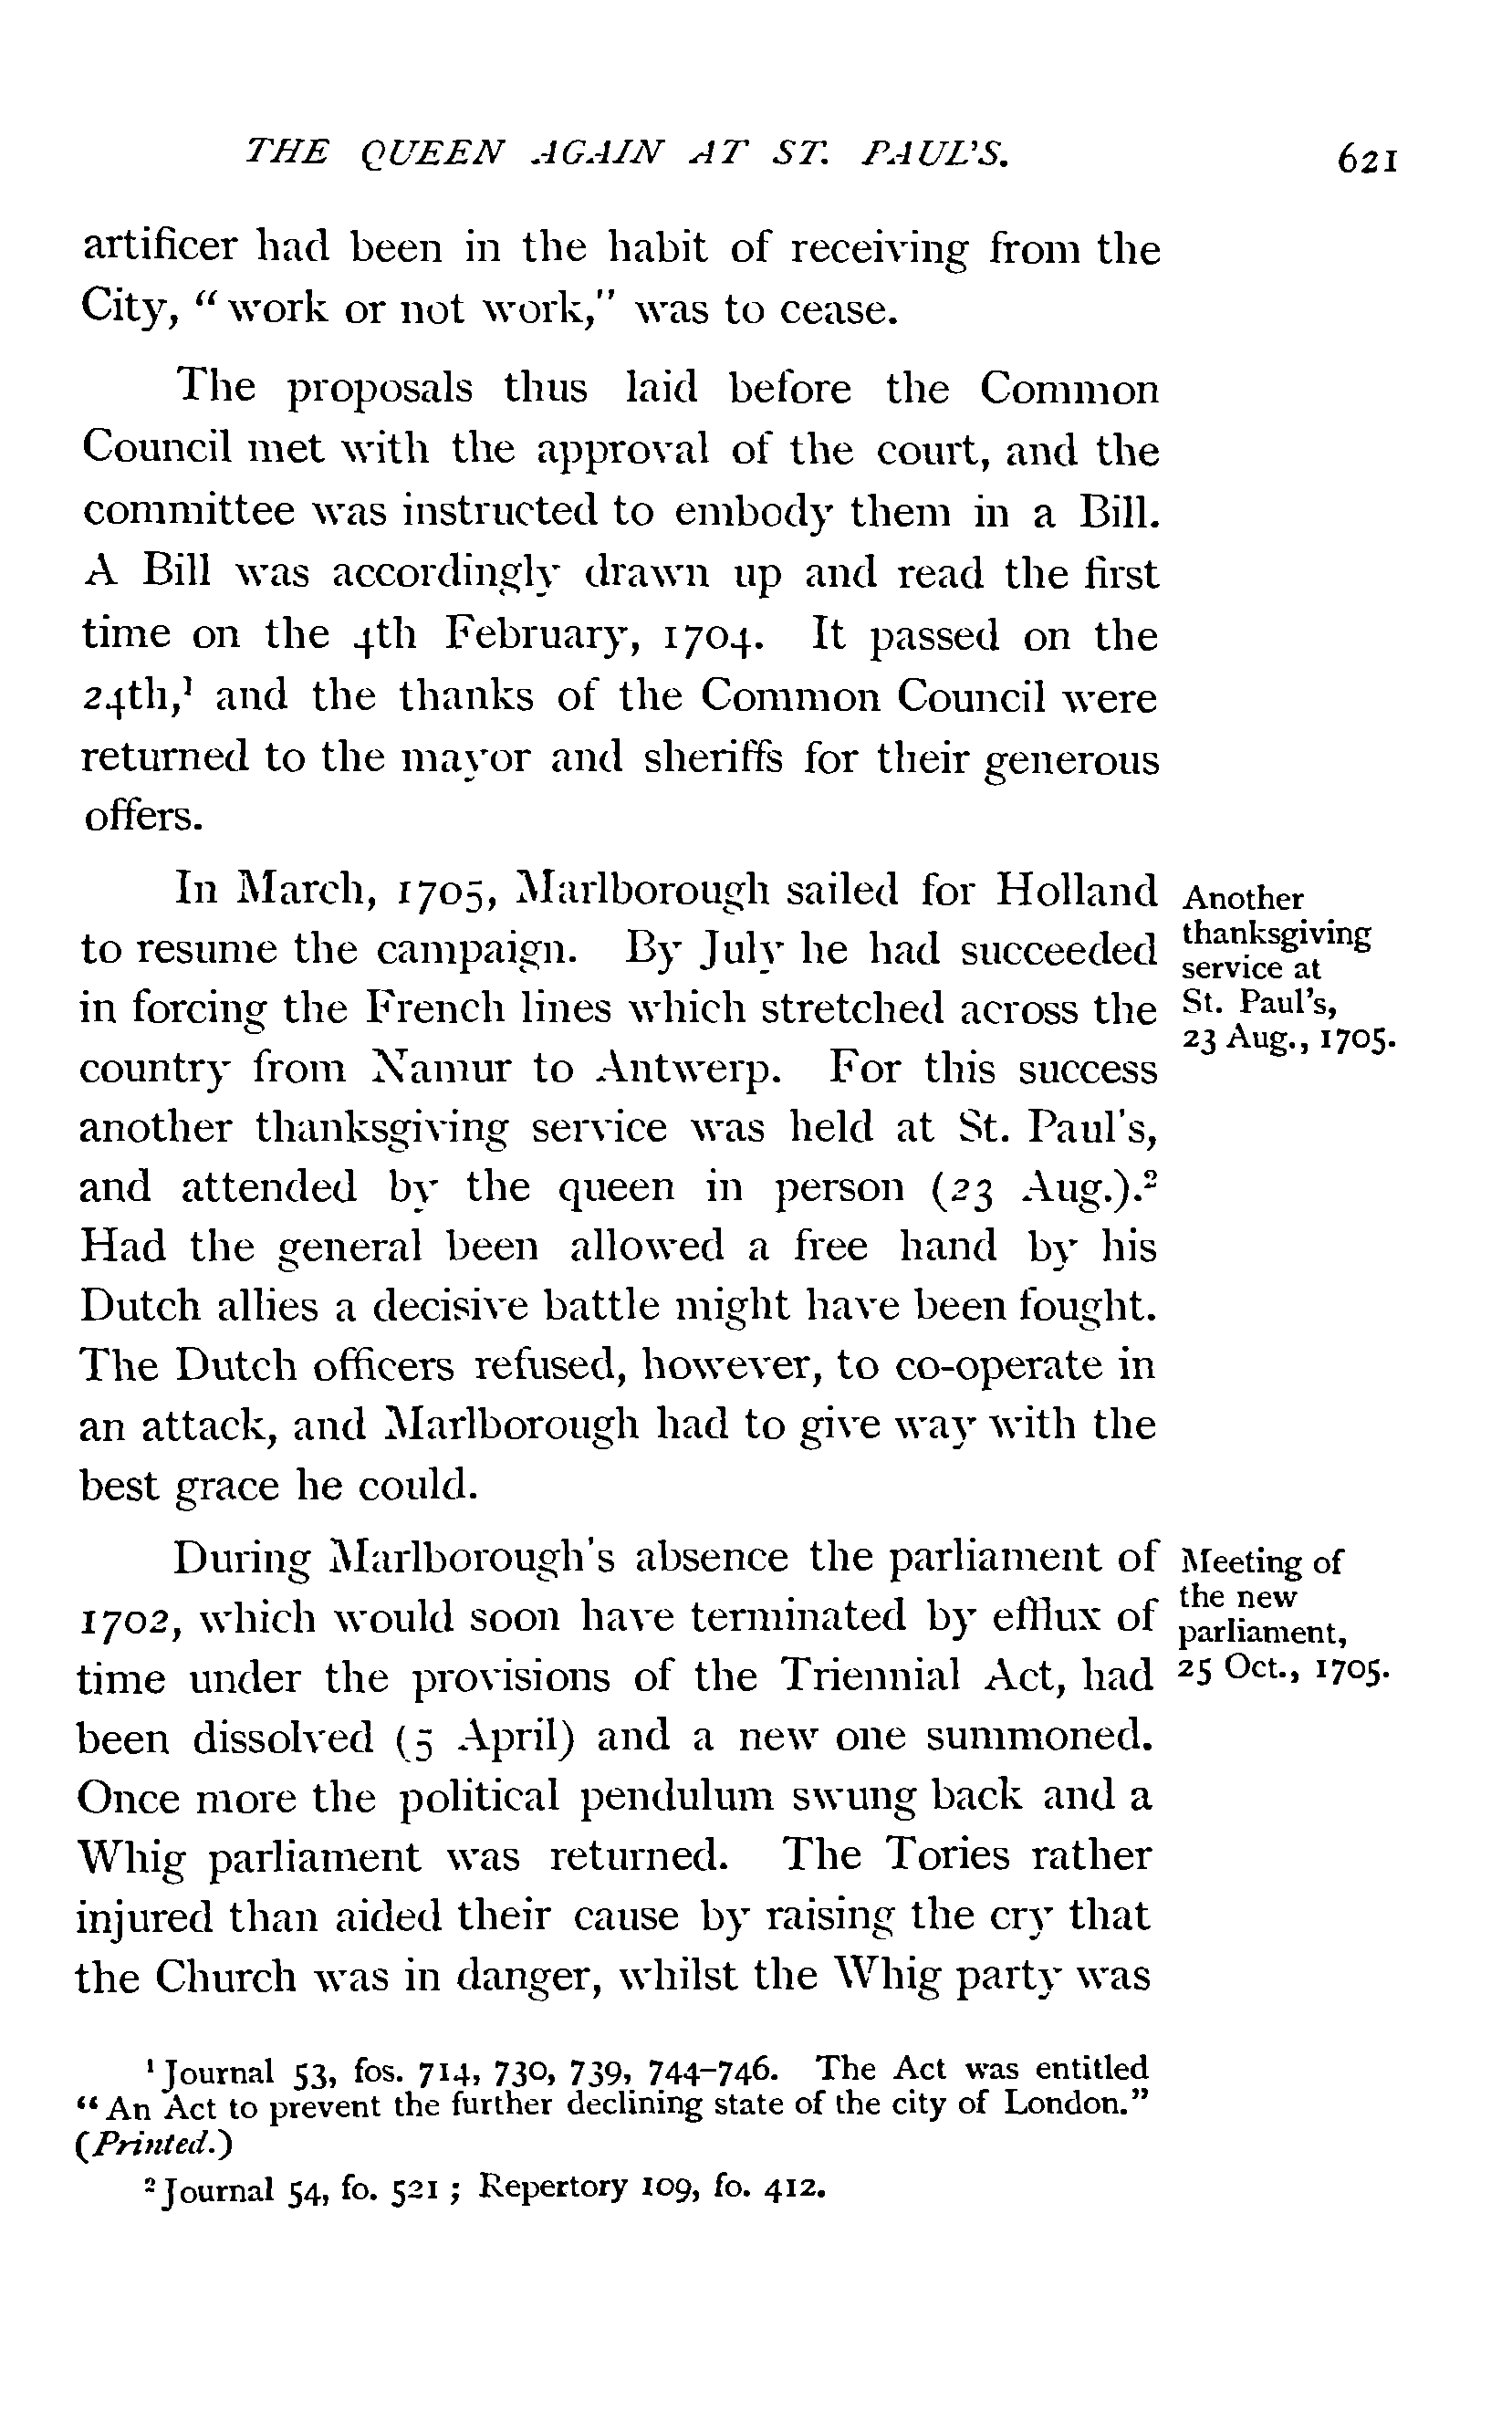 THE QUEEN AGAIN AT ST. PAUL'S. 621
artificer had been in the habit of receiving from the
City, “work or not work,” was to cease.
The proposals thus laid before the Common
Council met with the approval of the court, and the
committee was instructed to embody them in a Bill.
A Bill was accordingly drawn up and read the first
time on the 4th February, 1704. It passed on the
24th,¹ and the thanks of the Common Council were
returned to the mayor and sheriffs for their generous
offers.
In March, 1705, Marlborough sailed for Holland
to resume the campaign. By July he had succeeded
in forcing the French lines which stretched across the
country from Namur to Antwerp. For this success
another thanksgiving service was held at St. Paul's,
and attended by the queen in person (23 Aug.).²
Had the general been allowed a free hand by his
Dutch allies a decisive battle might have been fought.
The Dutch officers refused, however, to co-operate in
an attack, and Marlborough had to give way with the
best grace he could.
Another
thanksgiving
service at
St. Paul's,
23 Aug., 1705.
During Marlborough's absence the parliament of
1702, which would soon have terminated by efflux of
time under the provisions of the Triennial Act, had
been dissolved (5 April) and a new one summoned.
Once more the political pendulum swung back and a
Whig parliament was returned. The Tories rather
injured than aided their cause by raising the cry that
the Church was in danger, whilst the Whig party was
Meeting of
the new
parliament,
25 Oct., 1705.
¹ Journal 53, fos. 714, 730, 739, 744–746. The Act was entitled
“An Act to prevent the further declining state of the city of London.”
(Printed.)
² Journal 54, fo. 521 ; Repertory 109, fo. 412.